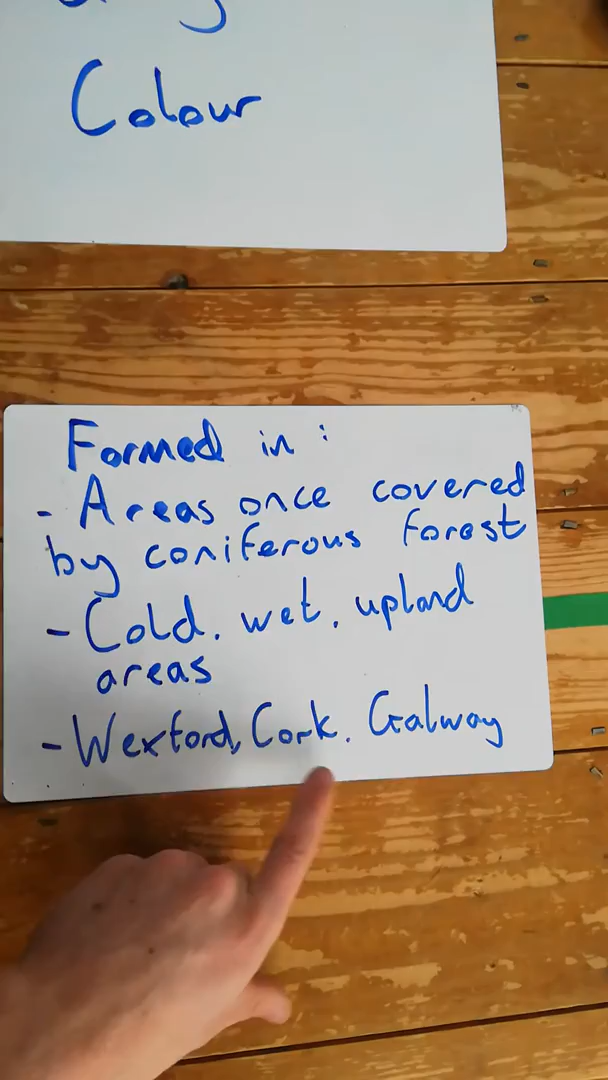 Colour
Formed in :
- Areas once covered
by coniferous forest
- Cold, wet, upland
areas
- Wexford, Cork, Galway